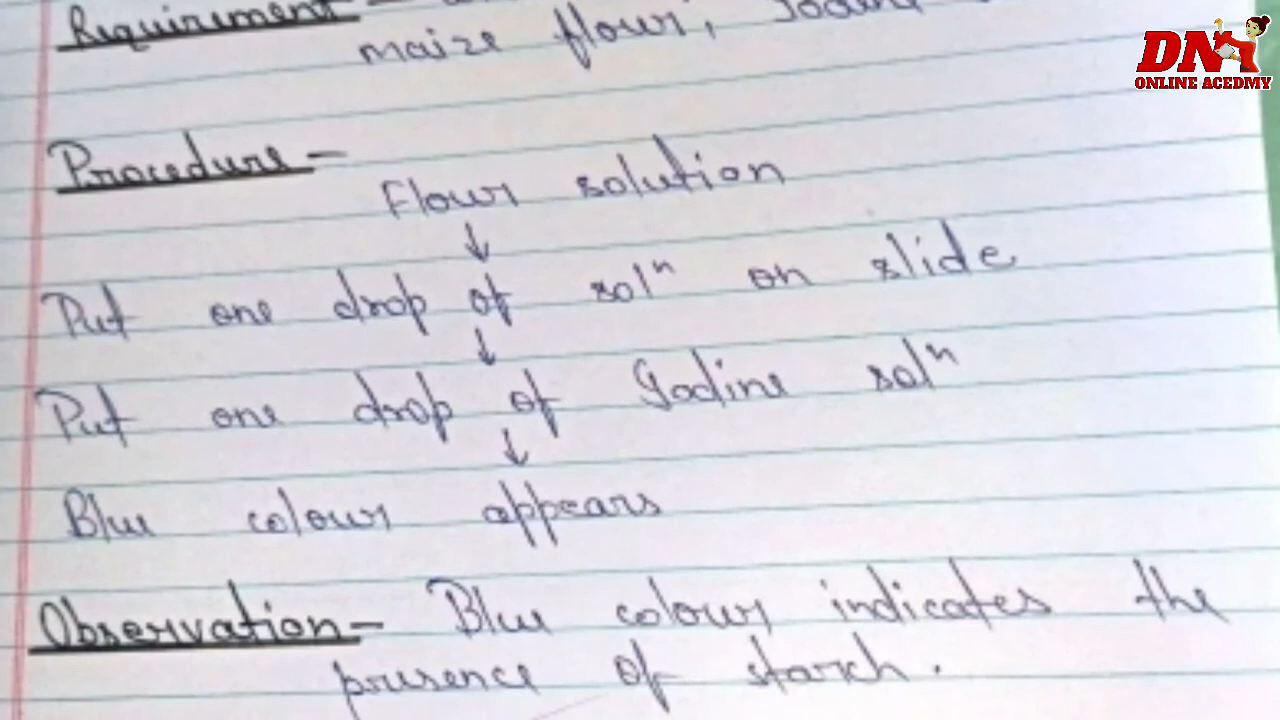 Requirement -
maize flour, Iodine
Procedure -
Flour solution
↓
Put one drop of solⁿ on slide
↓
Put one drop of Iodine solⁿ
↓
Blue colour appears
Observation - Blue colour indicates the
presence of starch.
DN
ONLINE ACEDMY